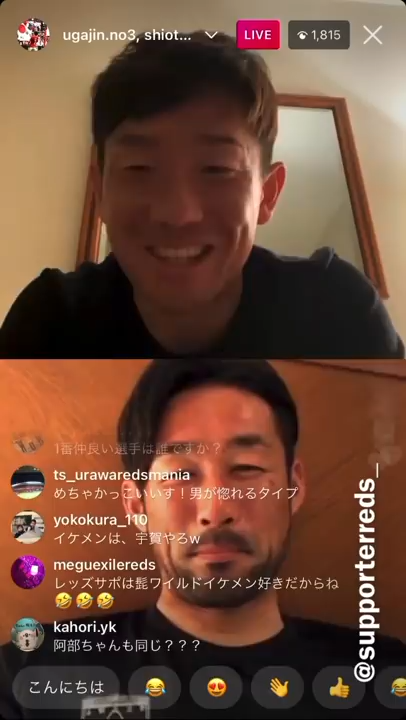 ugajin.no3, shiot...
LIVE
1,815
1番仲良い選手は誰ですか？
ts_urawaredsmania
めちゃかっこいいす！男が惚れるタイプ
yokokura_110
イケメンは、宇賀やろw
meguexilereds
レッズサポは髭ワイルドイケメン好きだからね
🤣🤣🤣
kahori.yk
阿部ちゃんも同じ？？？
こんにちは
@supporterreds_